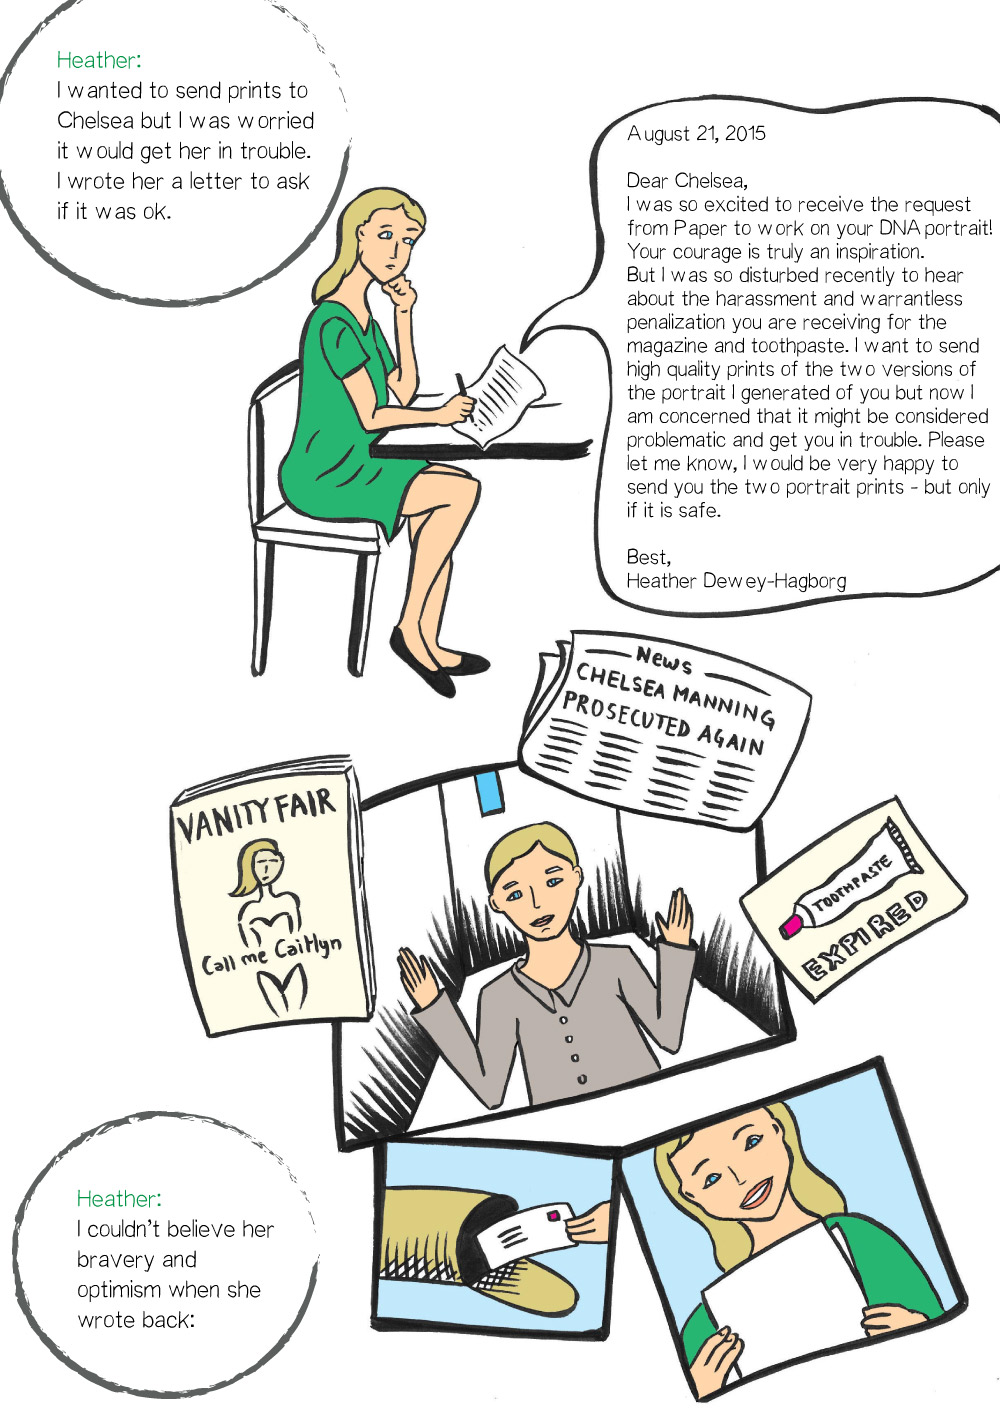 Heather:
I wanted to send prints to
Chelsea but I was worried
it would get her in trouble.
I wrote her a letter to ask
if it was ok.
August 21, 2015
Dear Chelsea,
I was so excited to receive the request
from Paper to work on your DNA portrait!
Your courage is truly an inspiration.
But I was so disturbed recently to hear
about the harassment and warrantless
penalization you are receiving for the
magazine and toothpaste. I want to send
high quality prints of the two versions of
the portrait I generated of you but now I
am concerned that it might be considered
problematic and get you in trouble. Please
let me know, I would be very happy to
send you the two portrait prints - but only
if it is safe.
Best,
Heather Dewey-Hagborg
News
CHELSEA MANNING
PROSECUTED AGAIN
VANITY FAIR
Call me Caitlyn
TOOTHPASTE
EXPIRED
Heather:
I couldn't believe her
bravery and
optimism when she
wrote back: